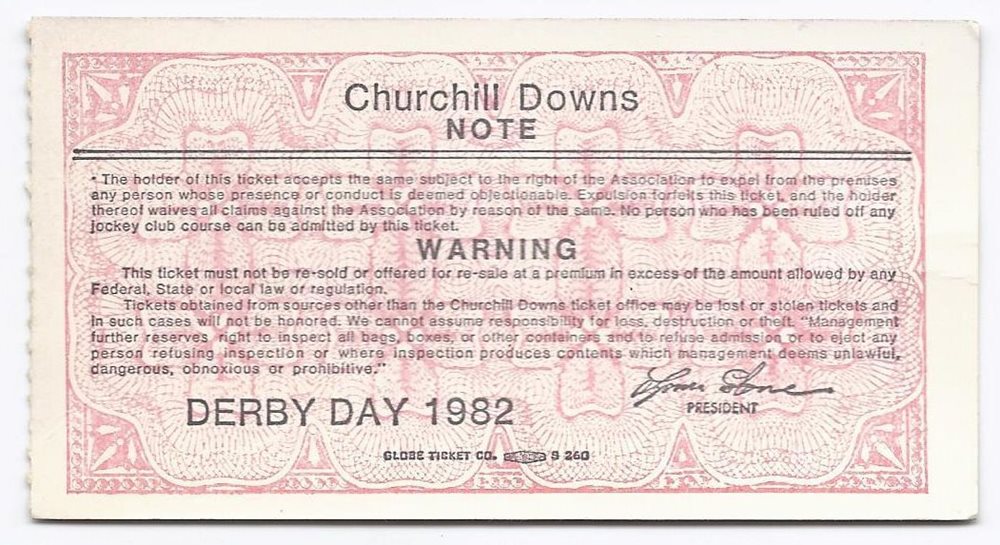 Churchill Downs
NOTE
• The holder of this ticket accepts the same subject to the right of the Association to expel from the premises
any person whose presence or conduct is deemed objectionable. Expulsion forfeits this ticket, and the holder
thereof waives all claims against the Association by reason of the same. No person who has been ruled off any
jockey club course can be admitted by this ticket.
WARNING
This ticket must not be re-sold or offered for re-sale at a premium in excess of the amount allowed by any
Federal, State or local law or regulation.
Tickets obtained from sources other than the Churchill Downs ticket office may be lost or stolen tickets and
in such cases will not be honored. We cannot assume responsibility for loss, destruction or theft. "Management
further reserves right to inspect all bags, boxes, or other containers and to refuse admission or to eject any
person refusing inspection or where inspection produces contents which management deems unlawful,
dangerous, obnoxious or prohibitive."
PRESIDENT
DERBY DAY 1982
GLOBE TICKET CO. S 260